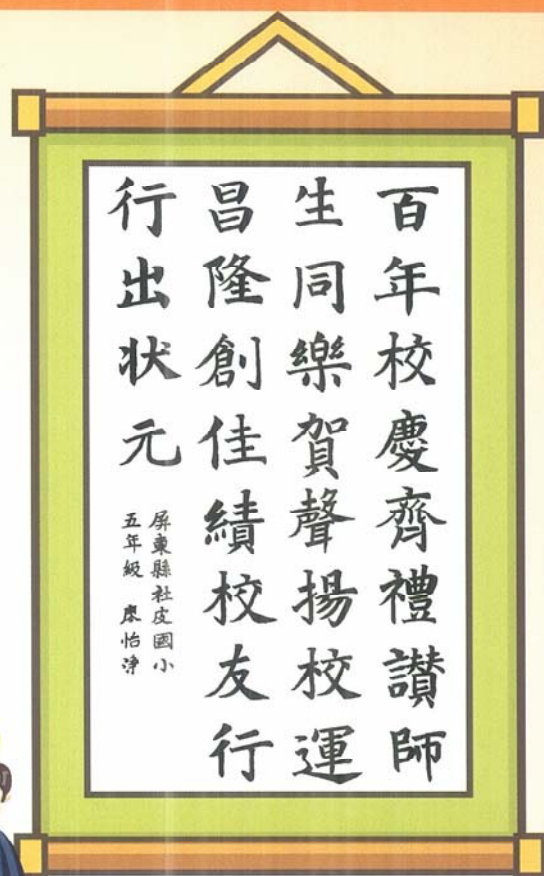 百年校慶齊禮讚師
生同樂賀聲揚校運
昌隆創佳績校友行
行出狀元
屏東縣社皮國小
五年級 廖怡淨